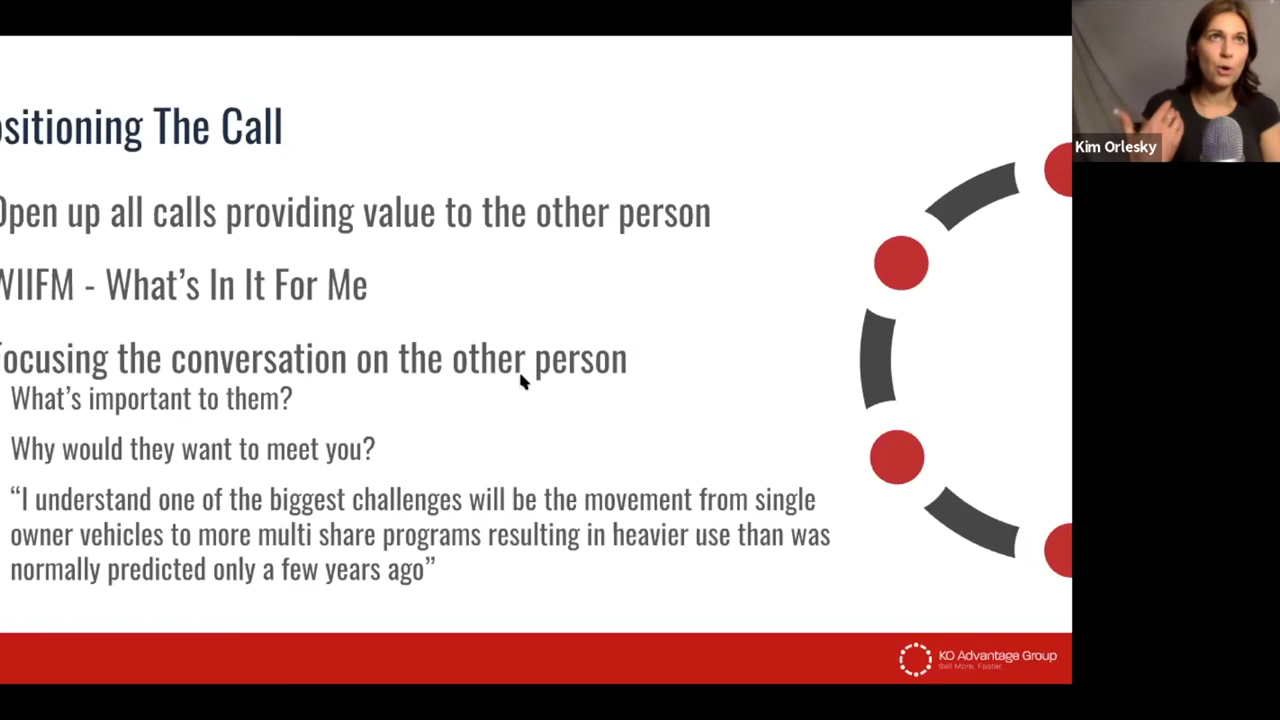 ositioning The Call
Open up all calls providing value to the other person
WIIFM - What's In It For Me
Focusing the conversation on the other person
What's important to them?
Why would they want to meet you?
“I understand one of the biggest challenges will be the movement from single
owner vehicles to more multi share programs resulting in heavier use than was
normally predicted only a few years ago”
KO Advantage Group
Sell More, Faster.
Kim Orlesky